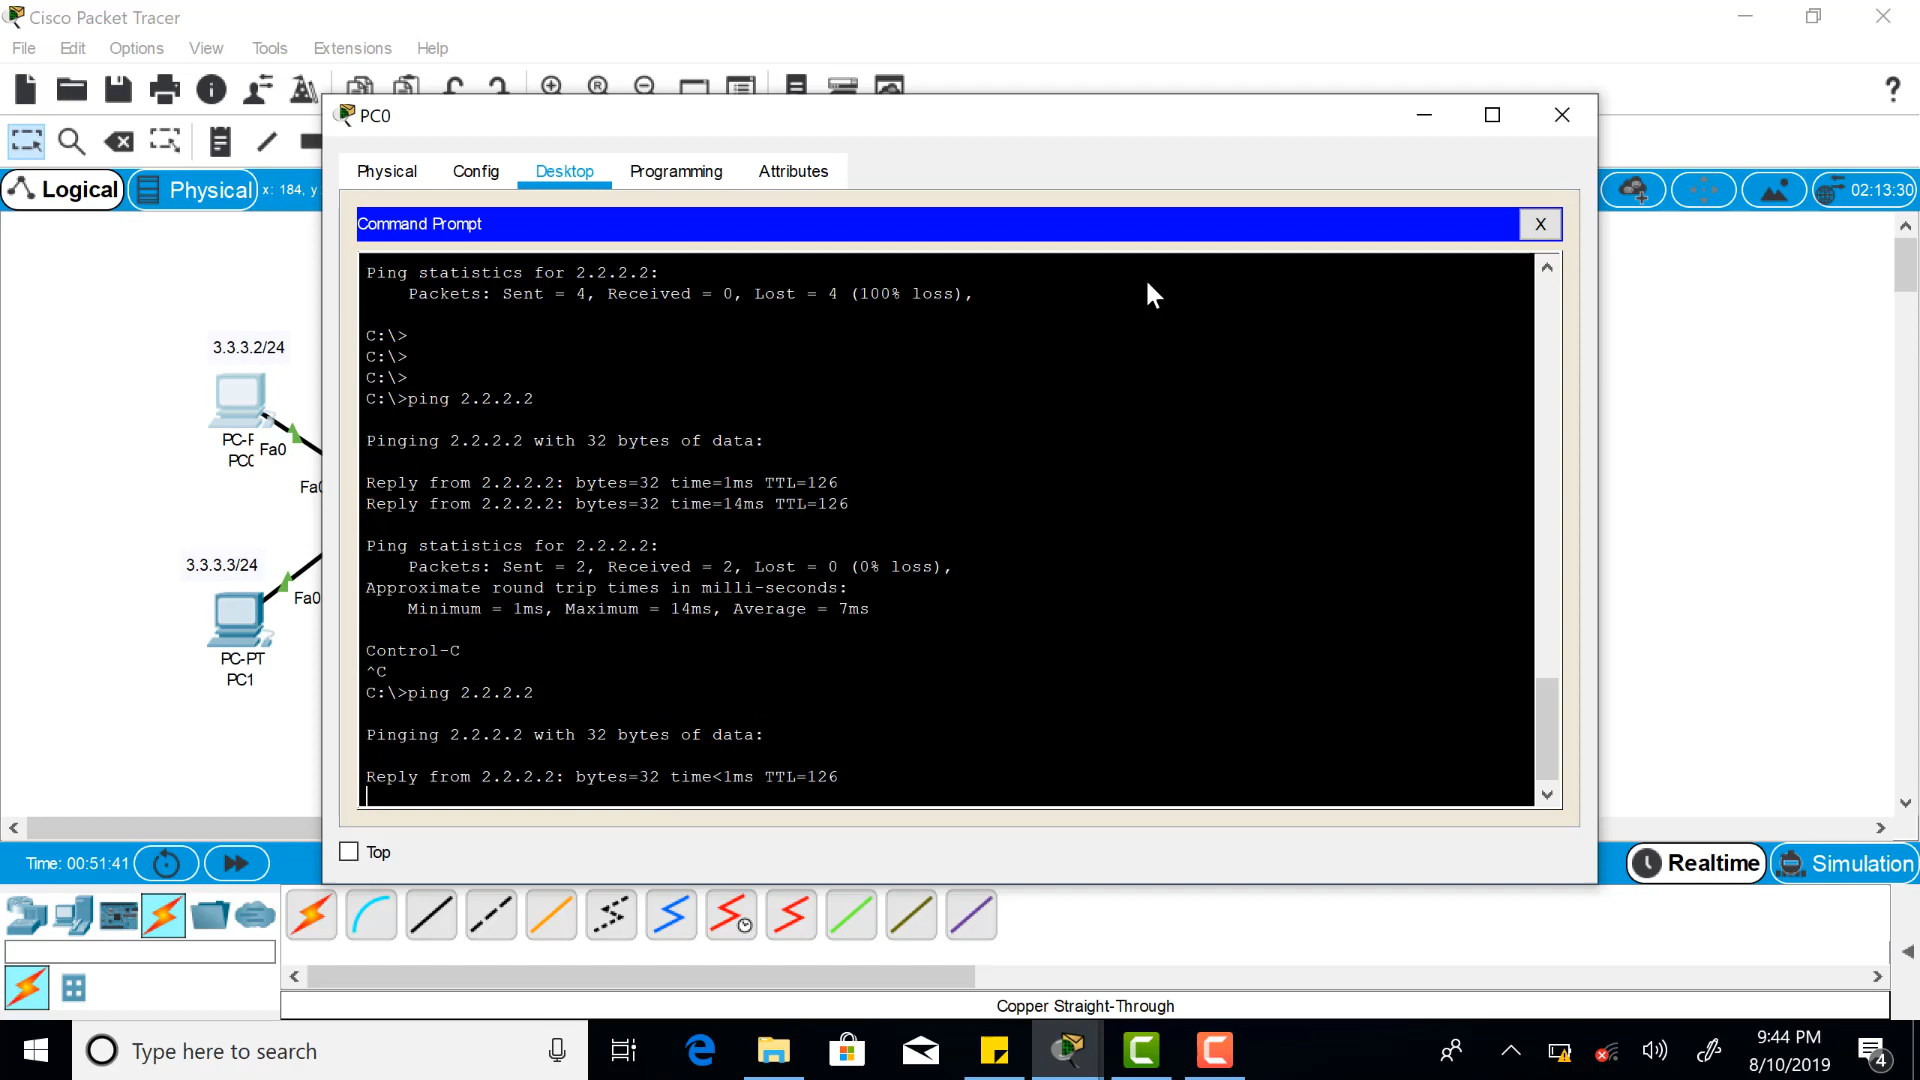 Cisco Packet Tracer
File Edit Options View Tools Extensions Help
PC0
Physical Config Desktop Programming Attributes
Logical Physical x: 184, y 02:13:30
Command Prompt X
Ping statistics for 2.2.2.2:
Packets: Sent = 4, Received = 0, Lost = 4 (100% loss),
C:\>
C:\>
C:\>
C:\>ping 2.2.2.2
Pinging 2.2.2.2 with 32 bytes of data:
Reply from 2.2.2.2: bytes=32 time=1ms TTL=126
Reply from 2.2.2.2: bytes=32 time=14ms TTL=126
Ping statistics for 2.2.2.2:
Packets: Sent = 2, Received = 2, Lost = 0 (0% loss),
Approximate round trip times in milli-seconds:
Minimum = 1ms, Maximum = 14ms, Average = 7ms
Control-C
^C
C:\>ping 2.2.2.2
Pinging 2.2.2.2 with 32 bytes of data:
Reply from 2.2.2.2: bytes=32 time<1ms TTL=126
3.3.3.2/24
PC-P
Fa0
PC0
Fa0
3.3.3.3/24
Fa0
PC-PT
PC1
Top
Time: 00:51:41 Realtime Simulation
Copper Straight-Through
Type here to search
9:44 PM
8/10/2019
4